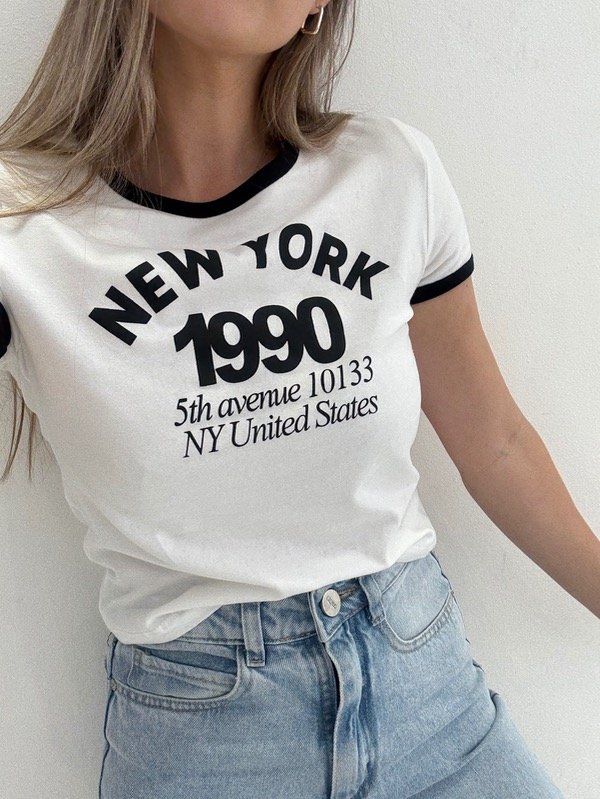 NEW YORK
1990
5th avenue 10133
NY United States